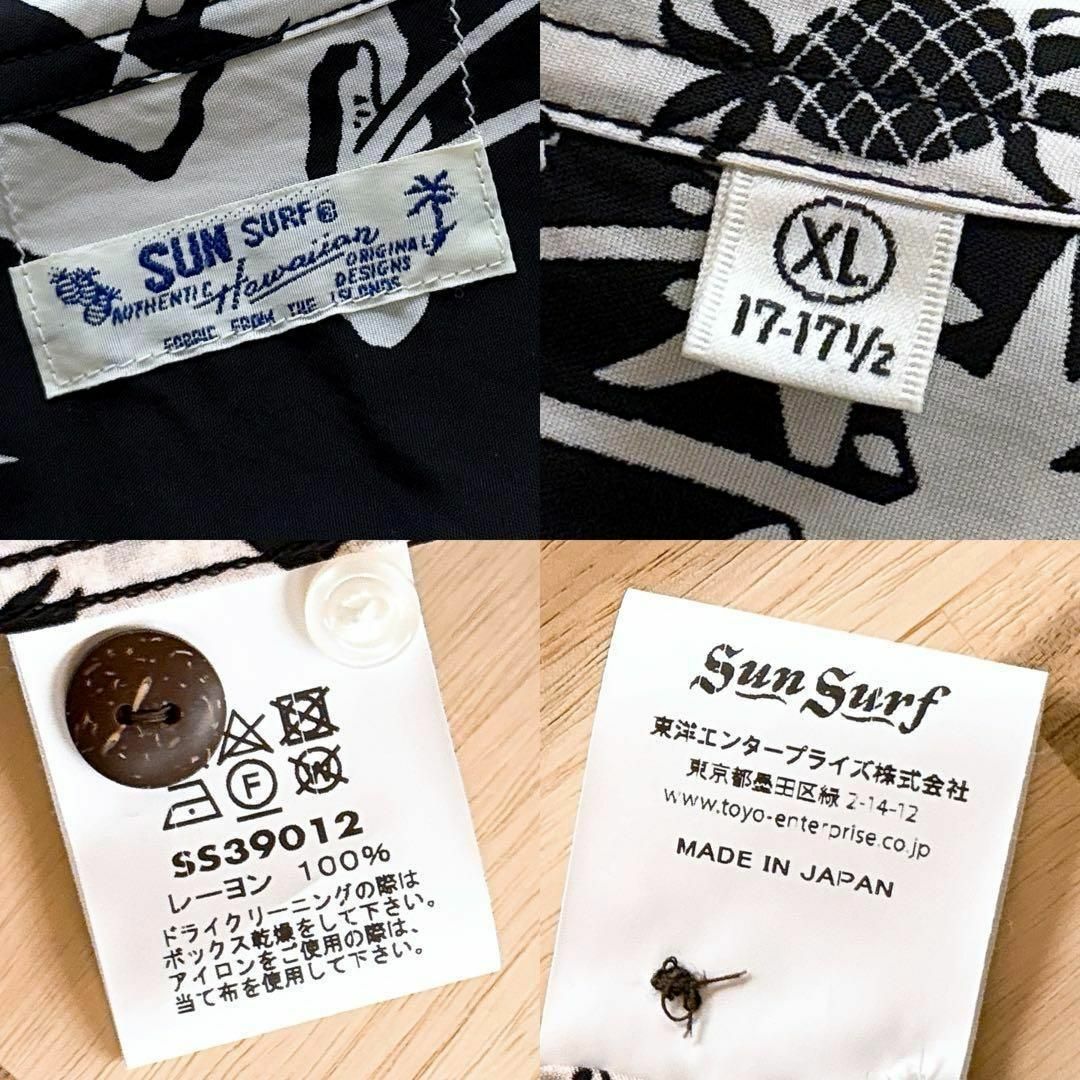 SUN SURF®
AUTHENTIC Hawaiian ORIGINAL DESIGNS
FABRIC FROM THE ISLANDS
XL
17-17½
F
W
SS39012
レーヨン 100%
ドライクリーニングの際は
ボックス乾燥をして下さい。
アイロンをご使用の際は、
当て布を使用して下さい。
Sun Surf
東洋エンタープライズ株式会社
東京都墨田区緑 2-14-12
www.toyo-enterprise.co.jp
MADE IN JAPAN